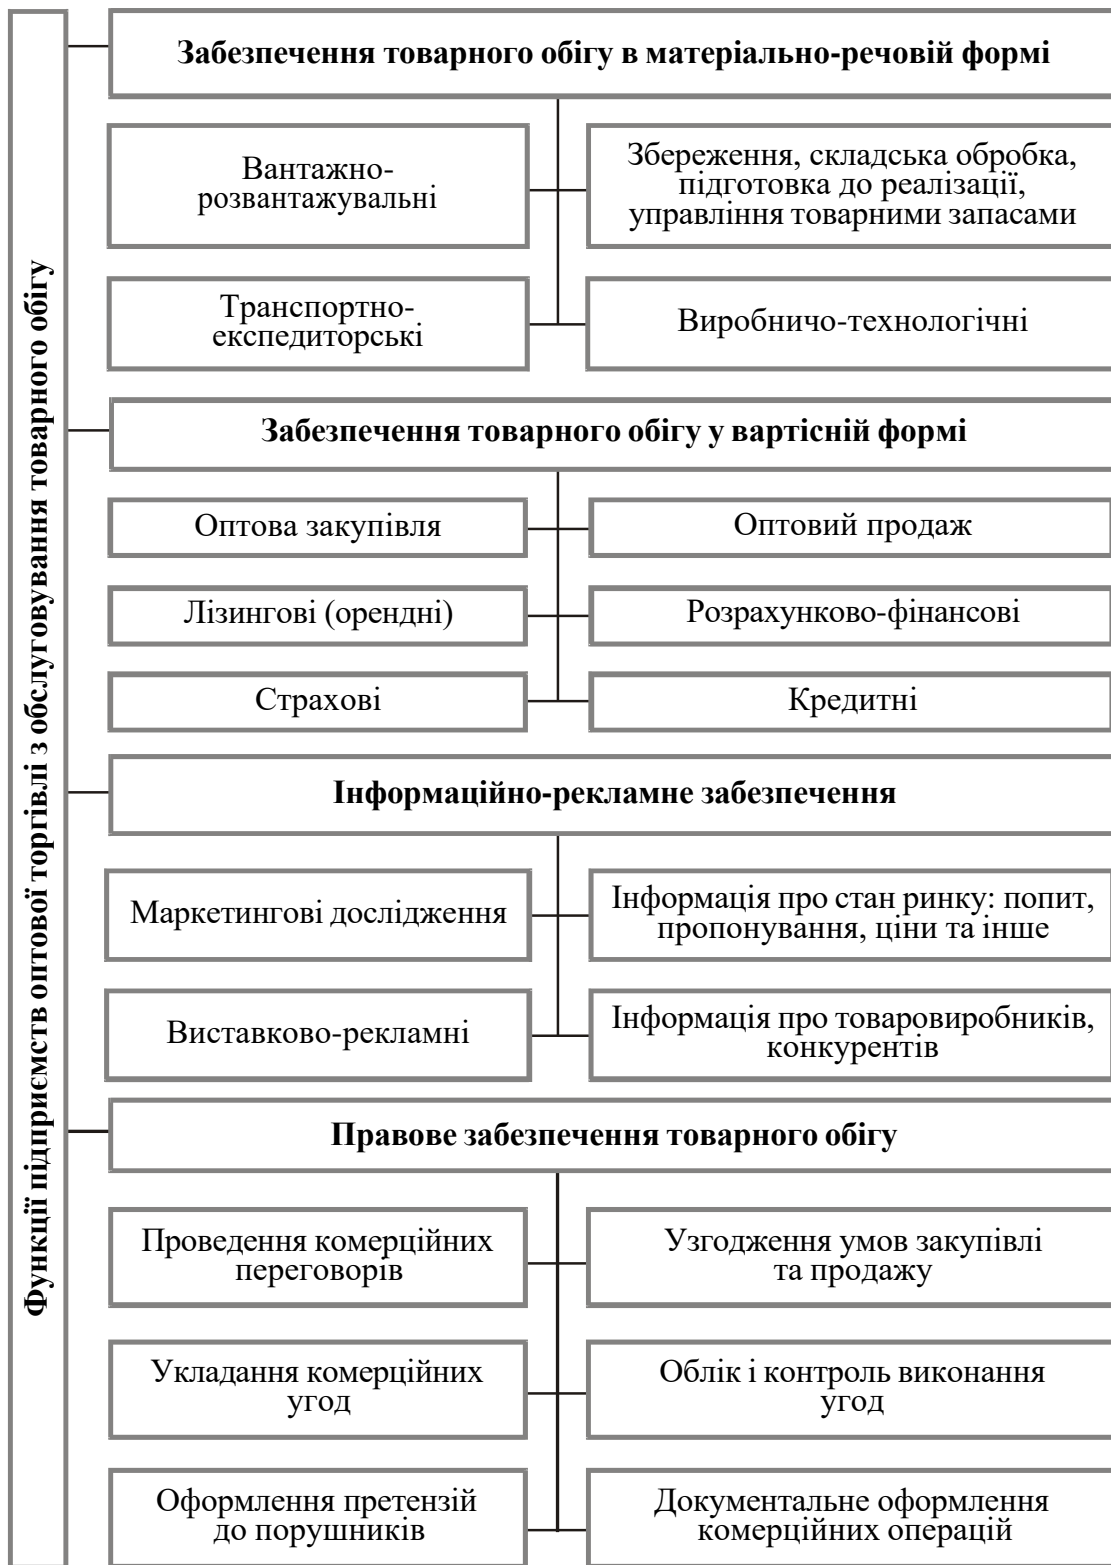 Функції підприємств оптової торгівлі з обслуговування товарного обігу
Забезпечення товарного обігу в матеріально-речовій формі
Вантажно-
розвантажувальні
Збереження, складська обробка,
підготовка до реалізації,
управління товарними запасами
Транспортно-
експедиторські
Виробничо-технологічні
Забезпечення товарного обігу у вартісній формі
Оптова закупівля
Оптовий продаж
Лізингові (орендні)
Розрахунково-фінансові
Страхові
Кредитні
Інформаційно-рекламне забезпечення
Маркетингові дослідження
Інформація про стан ринку: попит,
пропонування, ціни та інше
Виставково-рекламні
Інформація про товаровиробників,
конкурентів
Правове забезпечення товарного обігу
Проведення комерційних
переговорів
Узгодження умов закупівлі
та продажу
Укладання комерційних
угод
Облік і контроль виконання
угод
Оформлення претензій
до порушників
Документальне оформлення
комерційних операцій